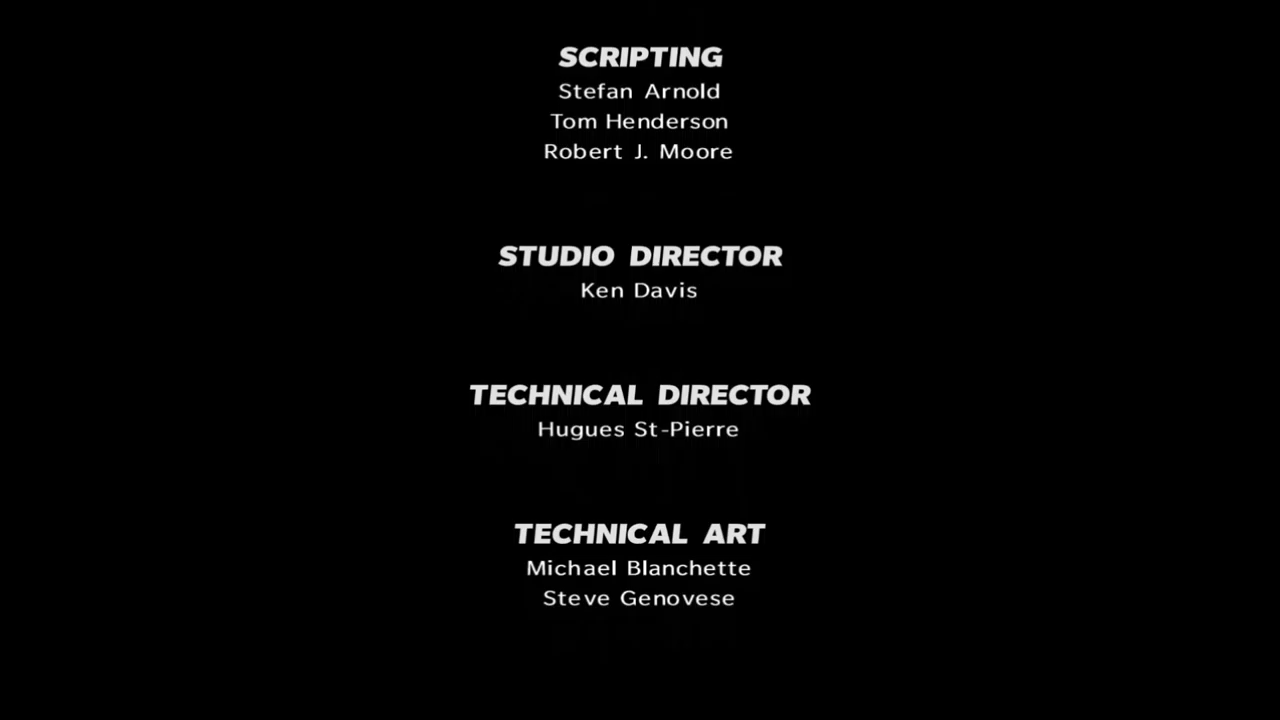 SCRIPTING
Stefan Arnold
Tom Henderson
Robert J. Moore
STUDIO DIRECTOR
Ken Davis
TECHNICAL DIRECTOR
Hugues St-Pierre
TECHNICAL ART
Michael Blanchette
Steve Genovese